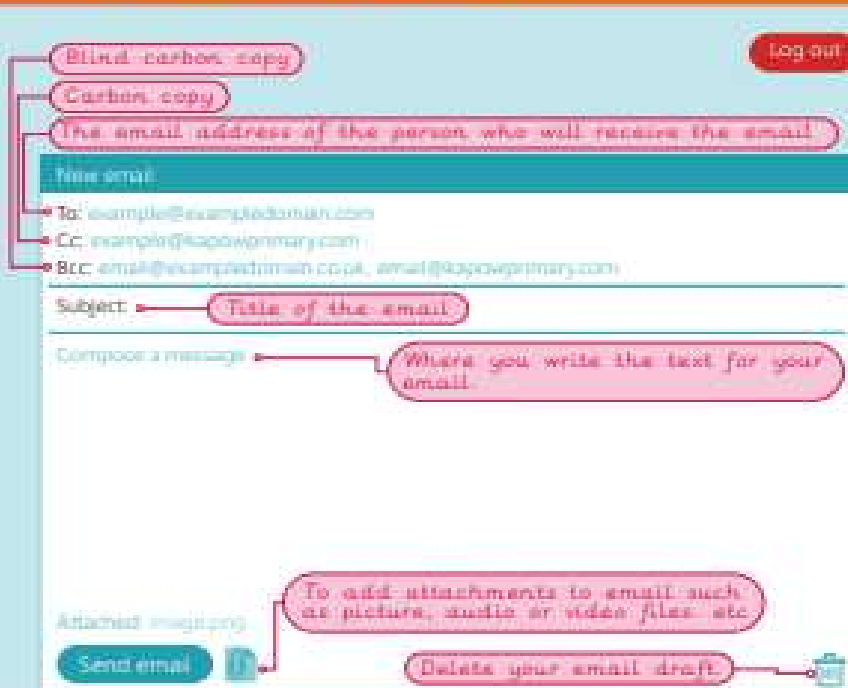 Blind carbon copy
Log out
Carbon copy
The email address of the person who will receive the email
New email
To: example@exampledomain.com
Cc: example@kapowprimary.com
Bcc: email@exampledomain.co.uk, email@kapowprimary.com
Subject: Title of the email
Compose a message Where you write the text for your
email.
To add attachments to email such
as picture, audio or video files etc
Attached: image.png
Send email Delete your email draft